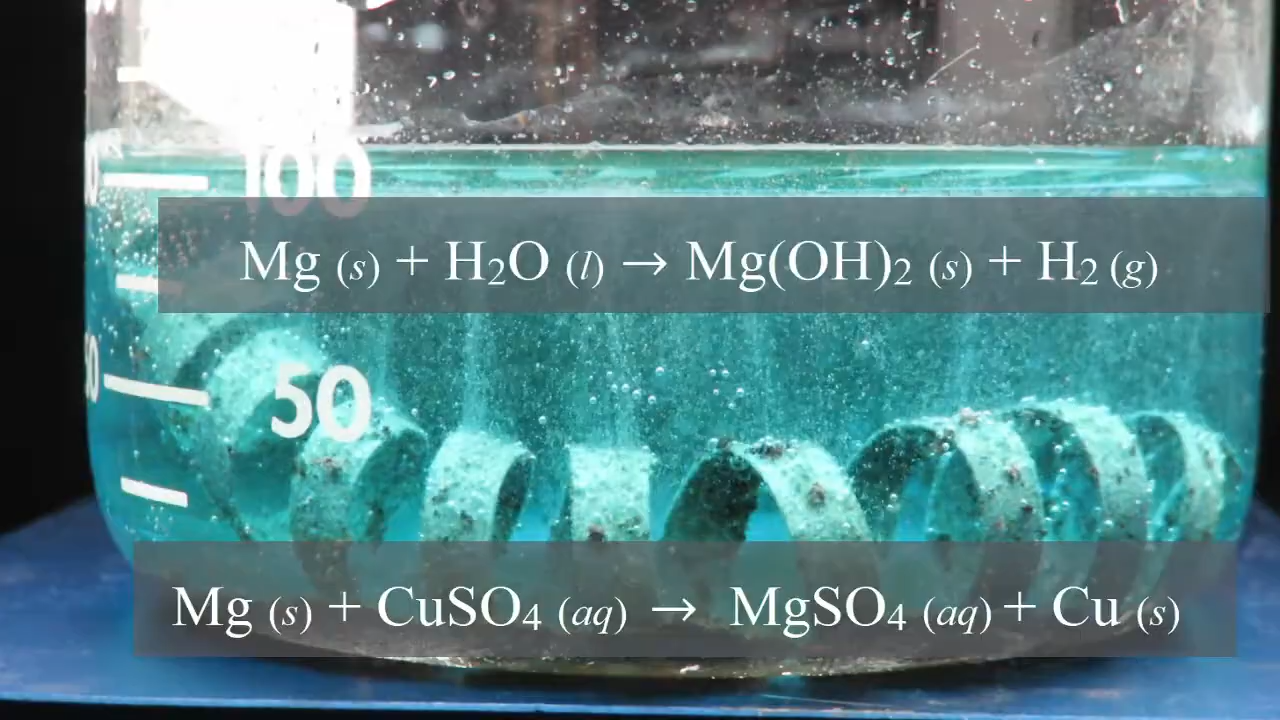 100
Mg (s) + H₂O (l) → Mg(OH)₂ (s) + H₂ (g)
50
Mg (s) + CuSO₄ (aq) → MgSO₄ (aq) + Cu (s)